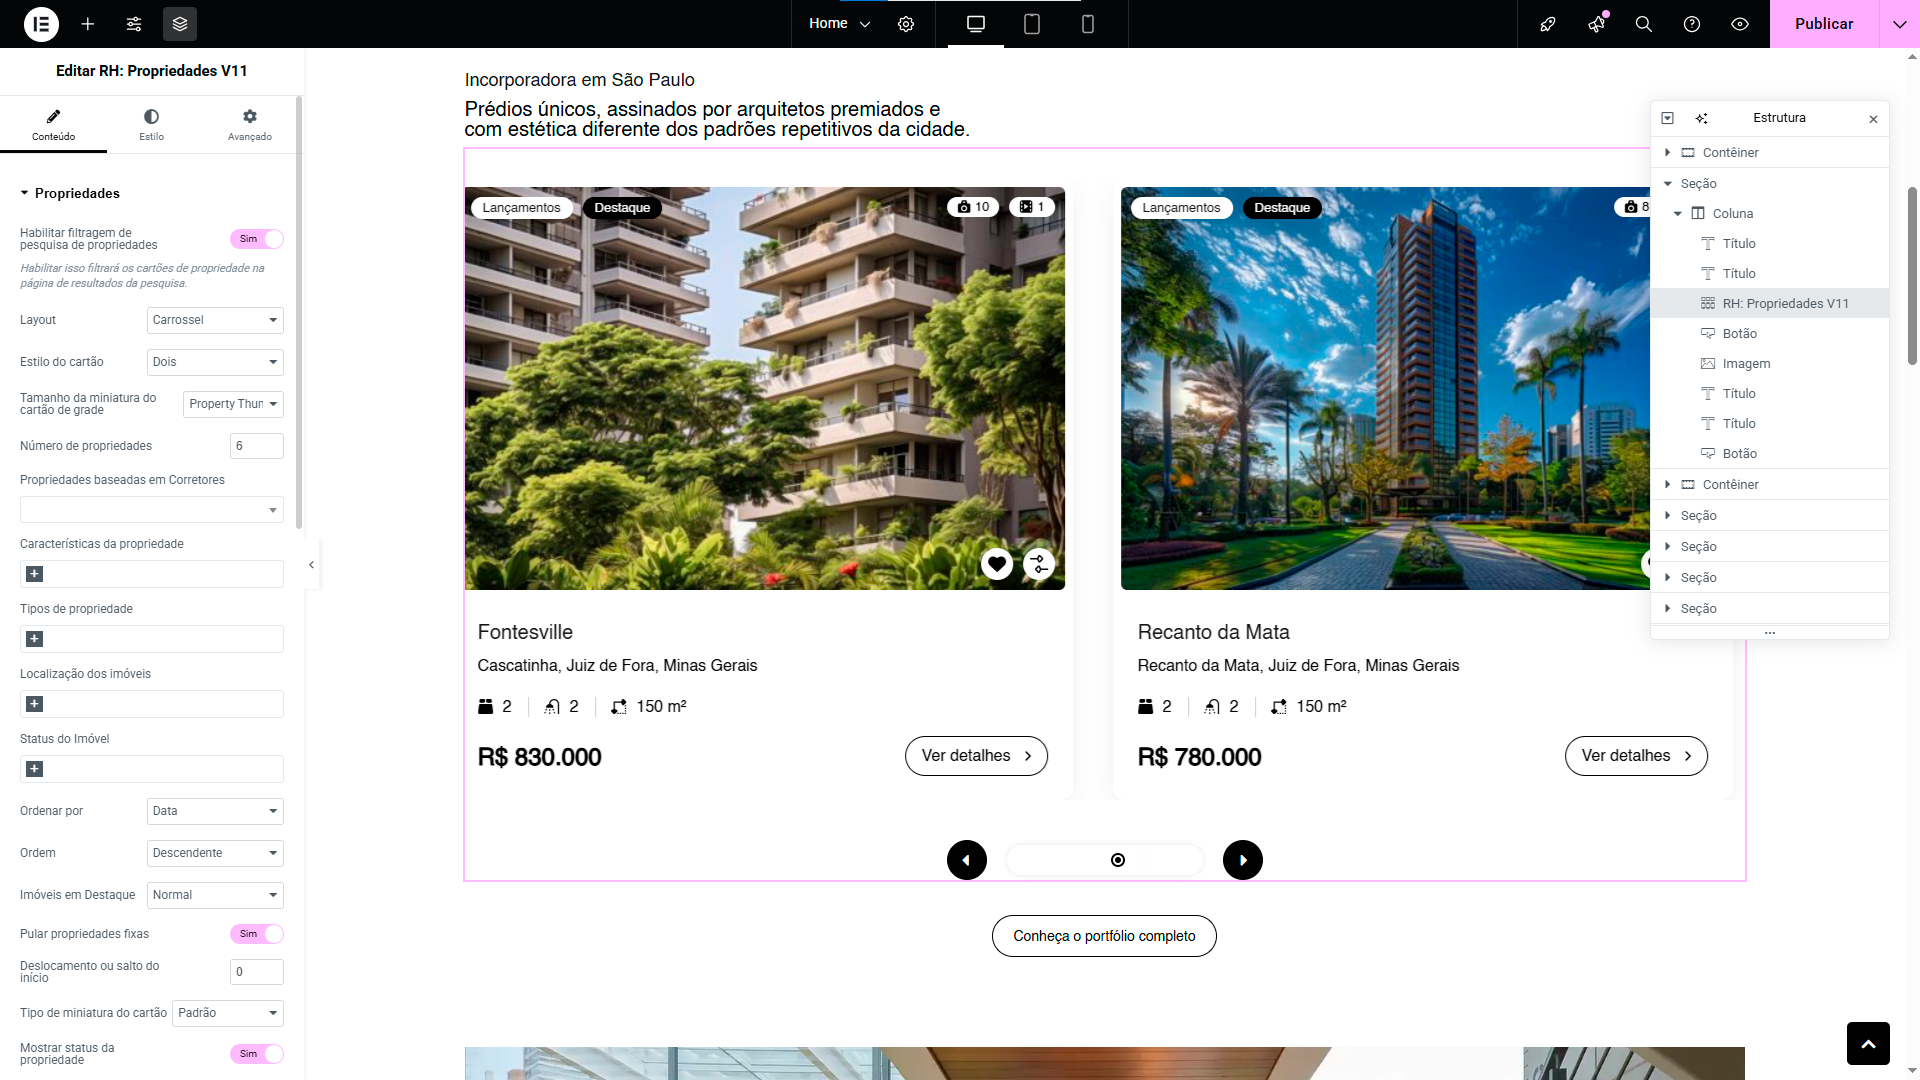 Home
Publicar
Editar RH: Propriedades V11
Conteúdo
Estilo
Avançado
Propriedades
Habilitar filtragem de
pesquisa de propriedades
Sim
Habilitar isso filtrará os cartões de propriedade na
página de resultados da pesquisa.
Layout
Carrossel
Estilo do cartão
Dois
Tamanho da miniatura do
cartão de grade
Property Thun
Número de propriedades
6
Propriedades baseadas em Corretores
Características da propriedade
Tipos de propriedade
Localização dos imóveis
Status do Imóvel
Ordenar por
Data
Ordem
Descendente
Imóveis em Destaque
Normal
Pular propriedades fixas
Sim
Deslocamento ou salto do
início
0
Tipo de miniatura do cartão
Padrão
Mostrar status da
propriedade
Sim
Incorporadora em São Paulo
Prédios únicos, assinados por arquitetos premiados e
com estética diferente dos padrões repetitivos da cidade.
Lançamentos
Destaque
10
1
Fontesville
Cascatinha, Juiz de Fora, Minas Gerais
2
2
150 m²
R$ 830.000
Ver detalhes
Lançamentos
Destaque
8
Recanto da Mata
Recanto da Mata, Juiz de Fora, Minas Gerais
2
2
150 m²
R$ 780.000
Ver detalhes
Conheça o portfólio completo
Estrutura
Contêiner
Seção
Coluna
Título
Título
RH: Propriedades V11
Botão
Imagem
Título
Título
Botão
Contêiner
Seção
Seção
Seção
Seção